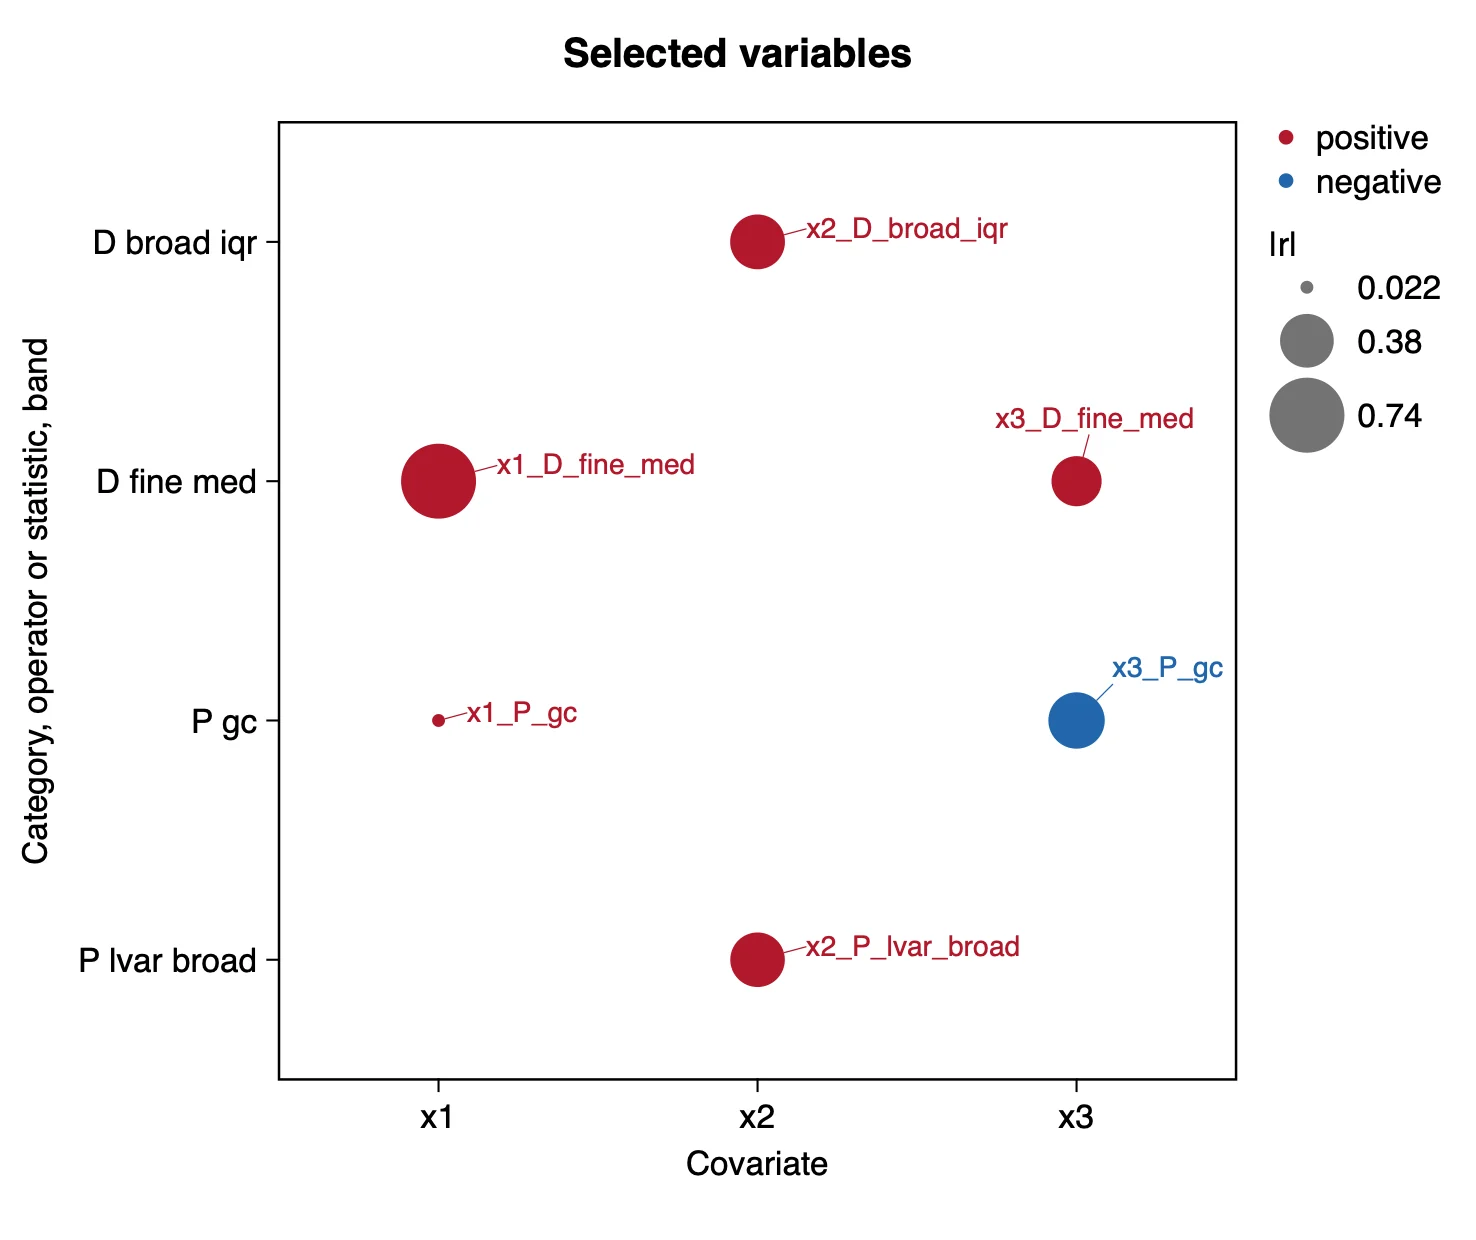 Selected variables
positive
negative
|r|
0.022
0.38
0.74
Category, operator or statistic, band
D broad iqr
x2_D_broad_iqr
x3_D_fine_med
D fine med
x1_D_fine_med
x3_P_gc
P gc
x1_P_gc
P lvar broad
x2_P_lvar_broad
x1
x2
x3
Covariate